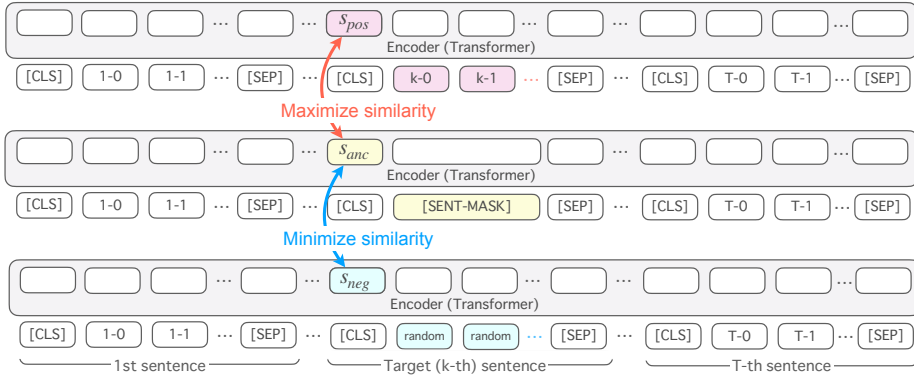 ... ... s_pos ... ... ...
Encoder (Transformer)
[CLS] 1-0 1-1 ... [SEP] ... [CLS] k-0 k-1 ... [SEP] ... [CLS] T-0 T-1 ... [SEP]
Maximize similarity
... ... s_anc ... ...
Encoder (Transformer)
[CLS] 1-0 1-1 ... [SEP] ... [CLS] [SENT-MASK] [SEP] ... [CLS] T-0 T-1 ... [SEP]
Minimize similarity
... ... s_neg ... ... ...
Encoder (Transformer)
[CLS] 1-0 1-1 ... [SEP] ... [CLS] random random ... [SEP] ... [CLS] T-0 T-1 ... [SEP]
1st sentence Target (k-th) sentence T-th sentence